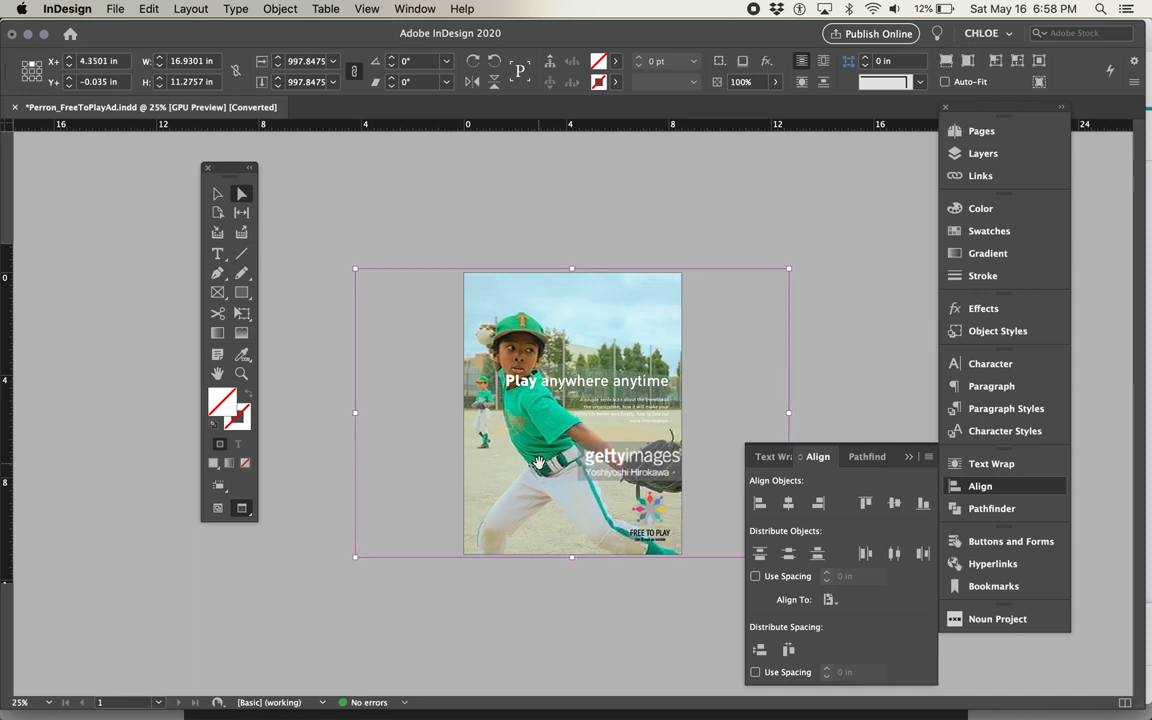 InDesign File Edit Layout Type Object Table View Window Help 12% Sat May 16 6:58 PM
Adobe InDesign 2020 Publish Online CHLOE Adobe Stock
X+ 4.3501 in W: 16.9301 in 997.8475 0° 0 pt 0 in
Y+ -0.035 in H: 11.2757 in 997.8475 0° 100% Auto-Fit
P
fx.
× *Perron_FreeToPlayAd.indd @ 25% [GPU Preview] [Converted]
16 12 8 4 0 4 8 12 16 24
0
4
8
Play anywhere anytime
gettyimages
Yoshiyoshi Hirokawa
FREE TO PLAY
Pages
Layers
Links
Color
Swatches
Gradient
Stroke
fx Effects
Object Styles
Character
Paragraph
Paragraph Styles
Character Styles
Text Wrap
Align
Pathfinder
Buttons and Forms
Hyperlinks
Bookmarks
Noun Project
Text Wra Align Pathfind
Align Objects:
Distribute Objects:
Use Spacing 0 in
Align To:
Distribute Spacing:
Use Spacing 0 in
25% 1 [Basic] (working) No errors